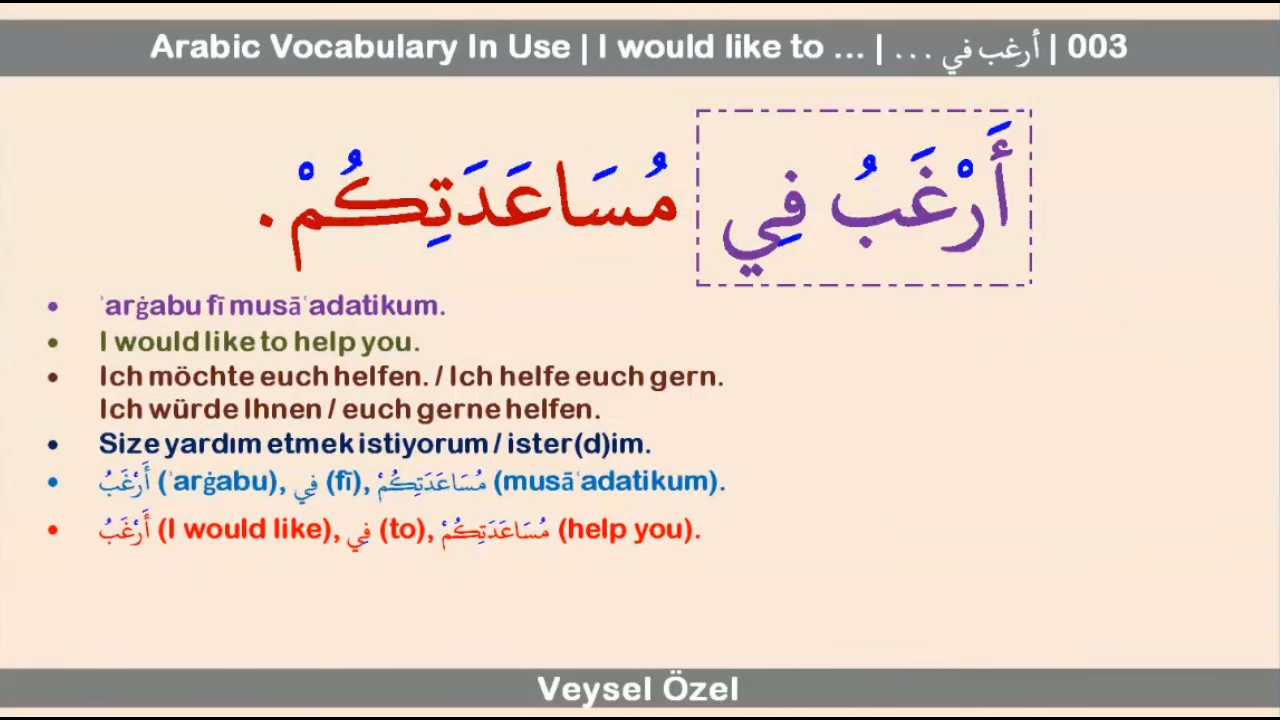 Arabic Vocabulary In Use | I would like to ... | أرغب في ... | 003
أَرْغَبُ فِي مُسَاعَدَتِكُمْ.
• ʾarġabu fī musāʿadatikum.
• I would like to help you.
• Ich möchte euch helfen. / Ich helfe euch gern.
Ich würde Ihnen / euch gerne helfen.
• Size yardım etmek istiyorum / ister(d)im.
• أَرْغَبُ (ʾarġabu), فِي (fī), مُسَاعَدَتِكُمْ (musāʿadatikum).
• أَرْغَبُ (I would like), فِي (to), مُسَاعَدَتِكُمْ (help you).
Veysel Özel